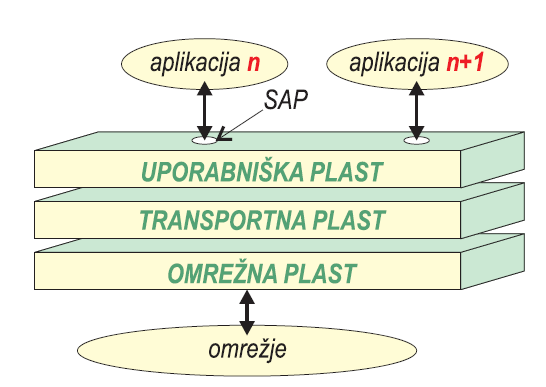 aplikacija n
aplikacija n+1
SAP
UPORABNIŠKA PLAST
TRANSPORTNA PLAST
OMREŽNA PLAST
omrežje